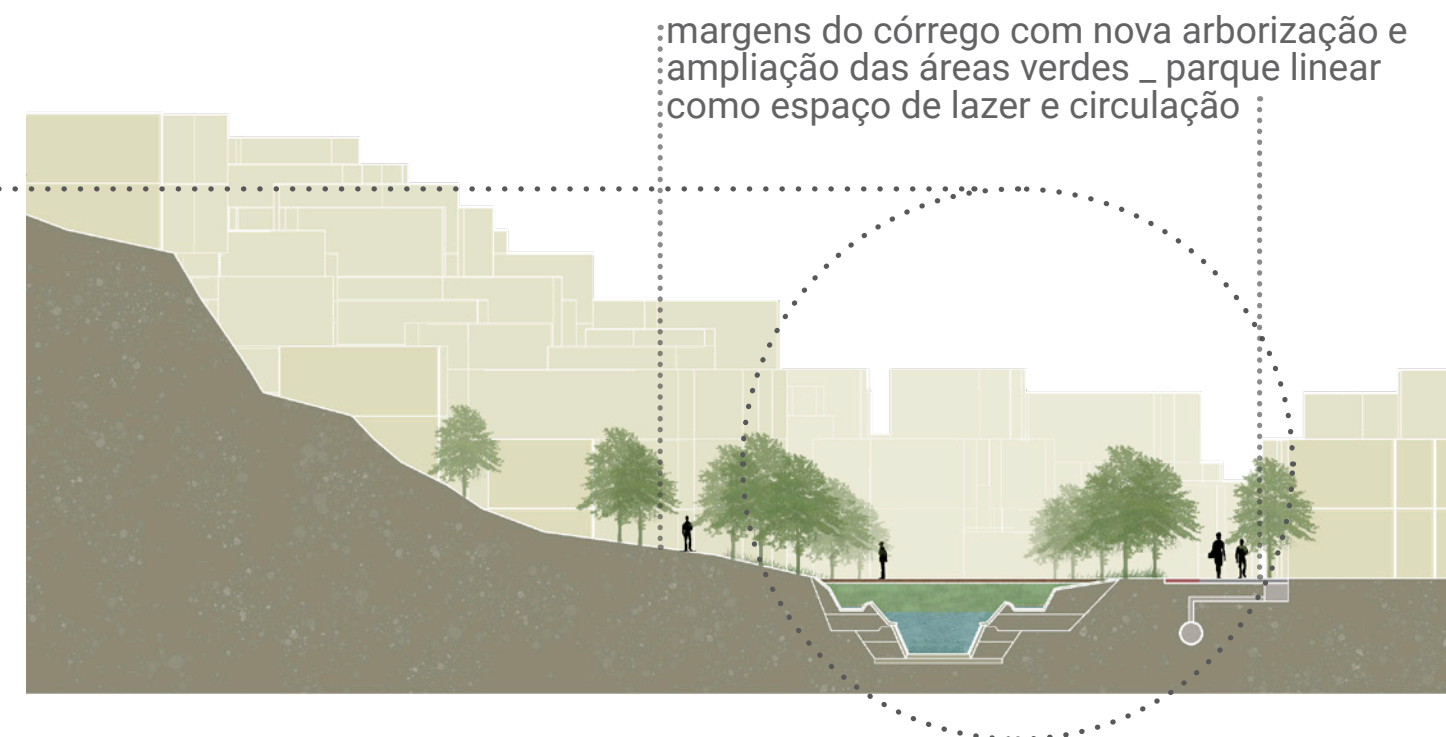 margens do córrego com nova arborização e
ampliação das áreas verdes _ parque linear
como espaço de lazer e circulação